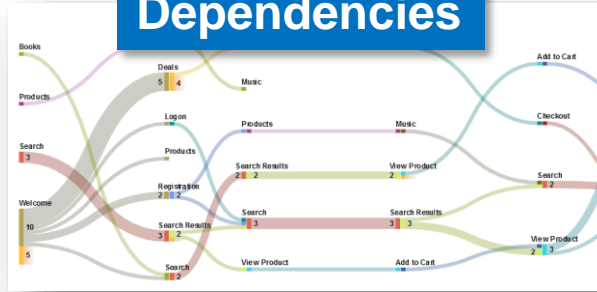 Dependencies
Books
Products
Search
3
Welcome
10
5
Deals
5 4
Logon
Products
Registration
2 2
Search Results
3 2
Search
2
Music
Products
Search Results
2 2
Search
3
View Product
Music
View Product
2
Search Results
3 3
Add to Cart
Add to Cart
Checkout
Search
2
View Product
2 3